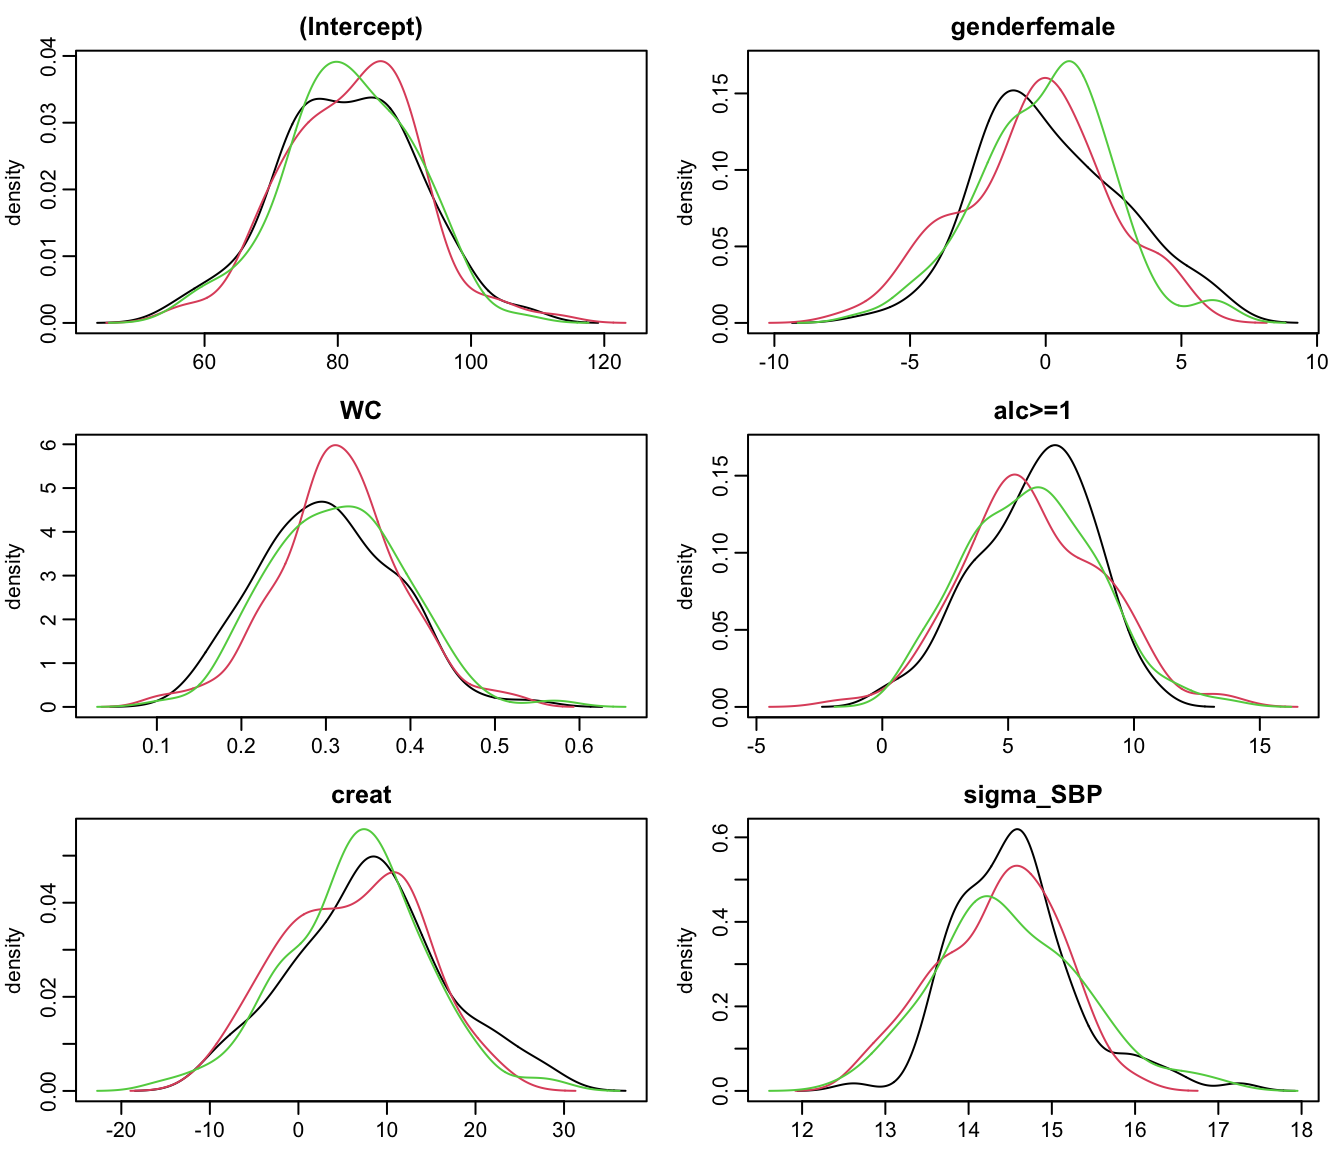 (Intercept)
density
0.00 0.01 0.02 0.03 0.04
60 80 100 120
genderfemale
density
0.00 0.05 0.10 0.15
-10 -5 0 5 10
WC
density
0 1 2 3 4 5 6
0.1 0.2 0.3 0.4 0.5 0.6
alc>=1
density
0.00 0.05 0.10 0.15
-5 0 5 10 15
creat
density
0.00 0.02 0.04
-20 -10 0 10 20 30
sigma_SBP
density
0.0 0.2 0.4 0.6
12 13 14 15 16 17 18